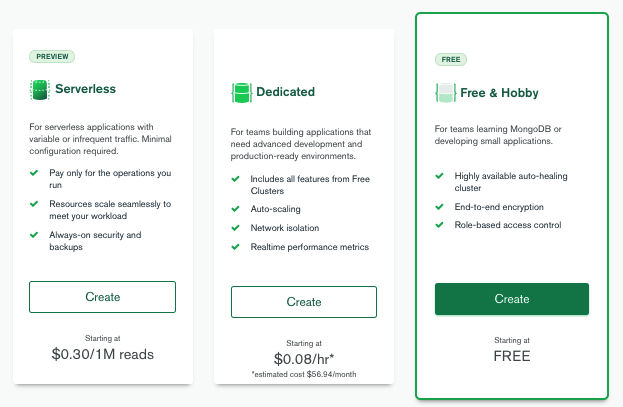 PREVIEW
Serverless
For serverless applications with
variable or infrequent traffic. Minimal
configuration required.
Pay only for the operations you
run
Resources scale seamlessly to
meet your workload
Always-on security and
backups
Create
Starting at
$0.30/1M reads
Dedicated
For teams building applications that
need advanced development and
production-ready environments.
Includes all features from Free
Clusters
Auto-scaling
Network isolation
Realtime performance metrics
Create
Starting at
$0.08/hr*
*estimated cost $56.94/month
FREE
Free & Hobby
For teams learning MongoDB or
developing small applications.
Highly available auto-healing
cluster
End-to-end encryption
Role-based access control
Create
Starting at
FREE